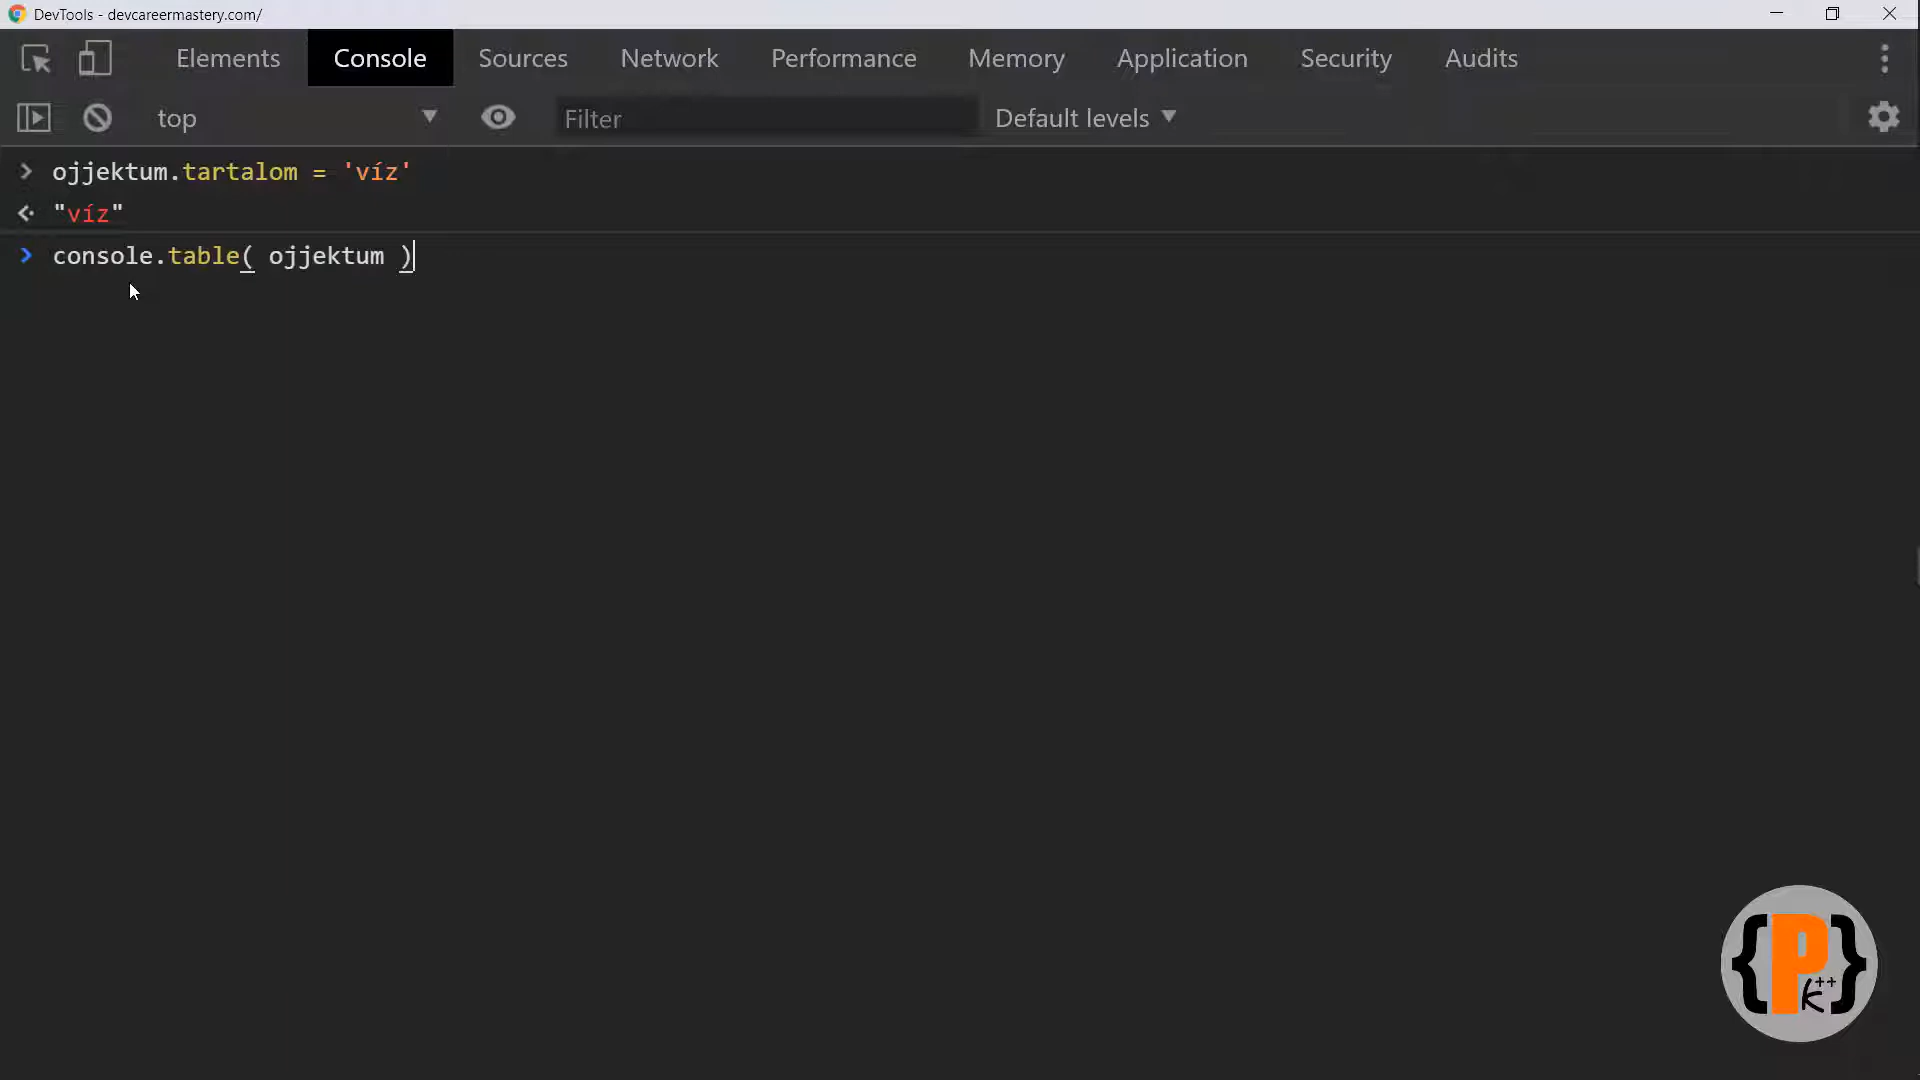 DevTools - devcareermastery.com/
Elements Console Sources Network Performance Memory Application Security Audits
top Filter Default levels
> ojjektum.tartalom = 'víz'
"víz"
> console.table( ojjektum )
{Pk++}